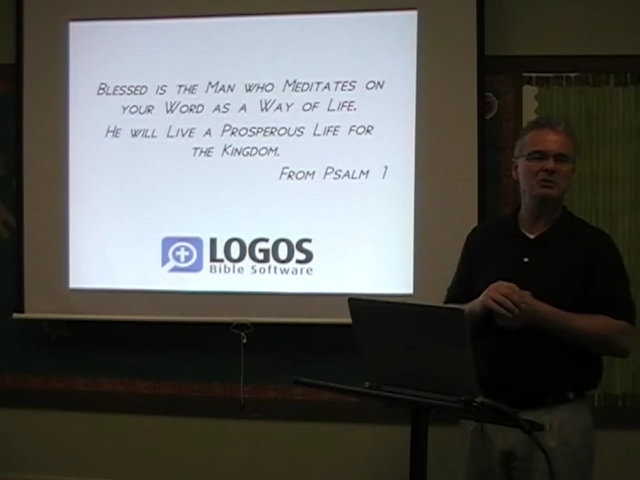 BLESSED IS THE MAN WHO MEDITATES ON
YOUR WORD AS A WAY OF LIFE.
HE WILL LIVE A PROSPEROUS LIFE FOR
THE KINGDOM.
FROM PSALM 1
LOGOS
Bible Software